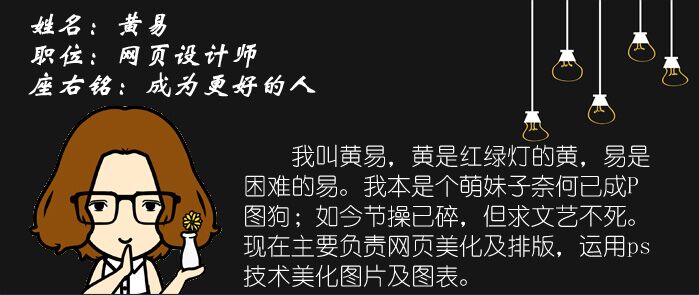 姓名：黄易
职位：网页设计师
座右铭：成为更好的人
我叫黄易，黄是红绿灯的黄，易是
困难的易。我本是个萌妹子奈何已成P
图狗；如今节操已碎，但求文艺不死。
现在主要负责网页美化及排版，运用ps
技术美化图片及图表。